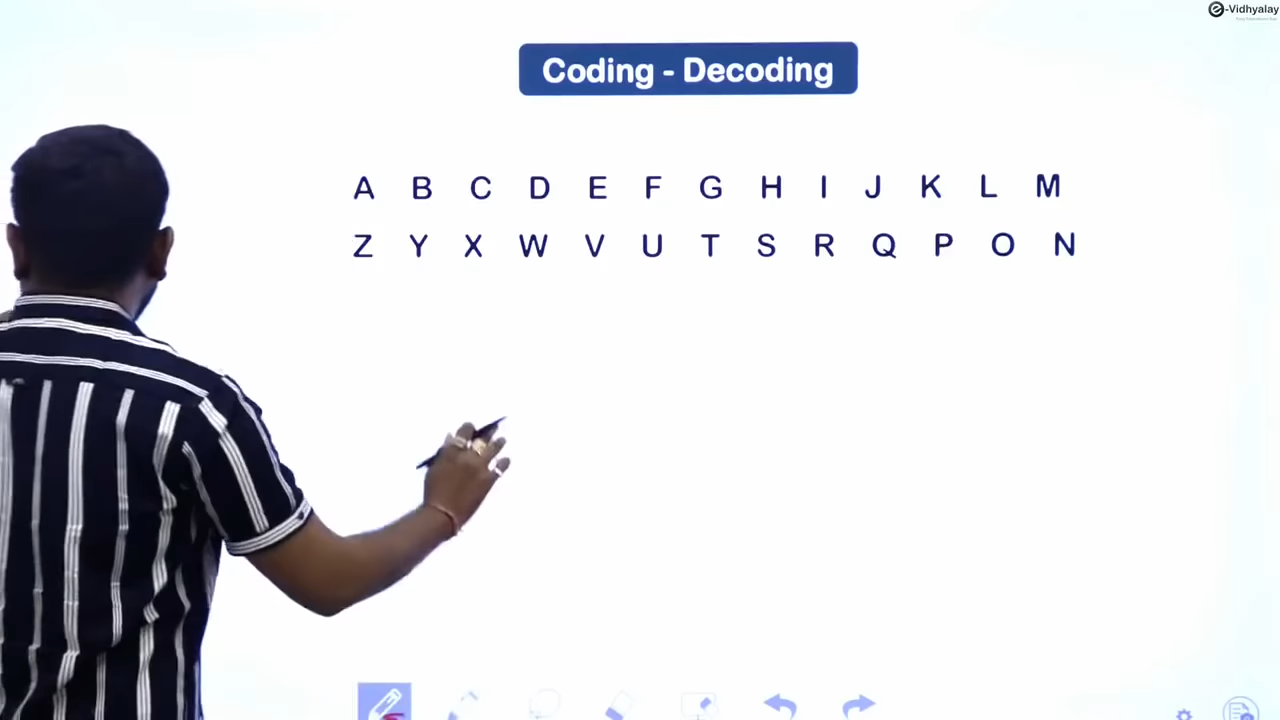 e-Vidhyalay
Coding - Decoding
A B C D E F G H I J K L M
Z Y X W V U T S R Q P O N